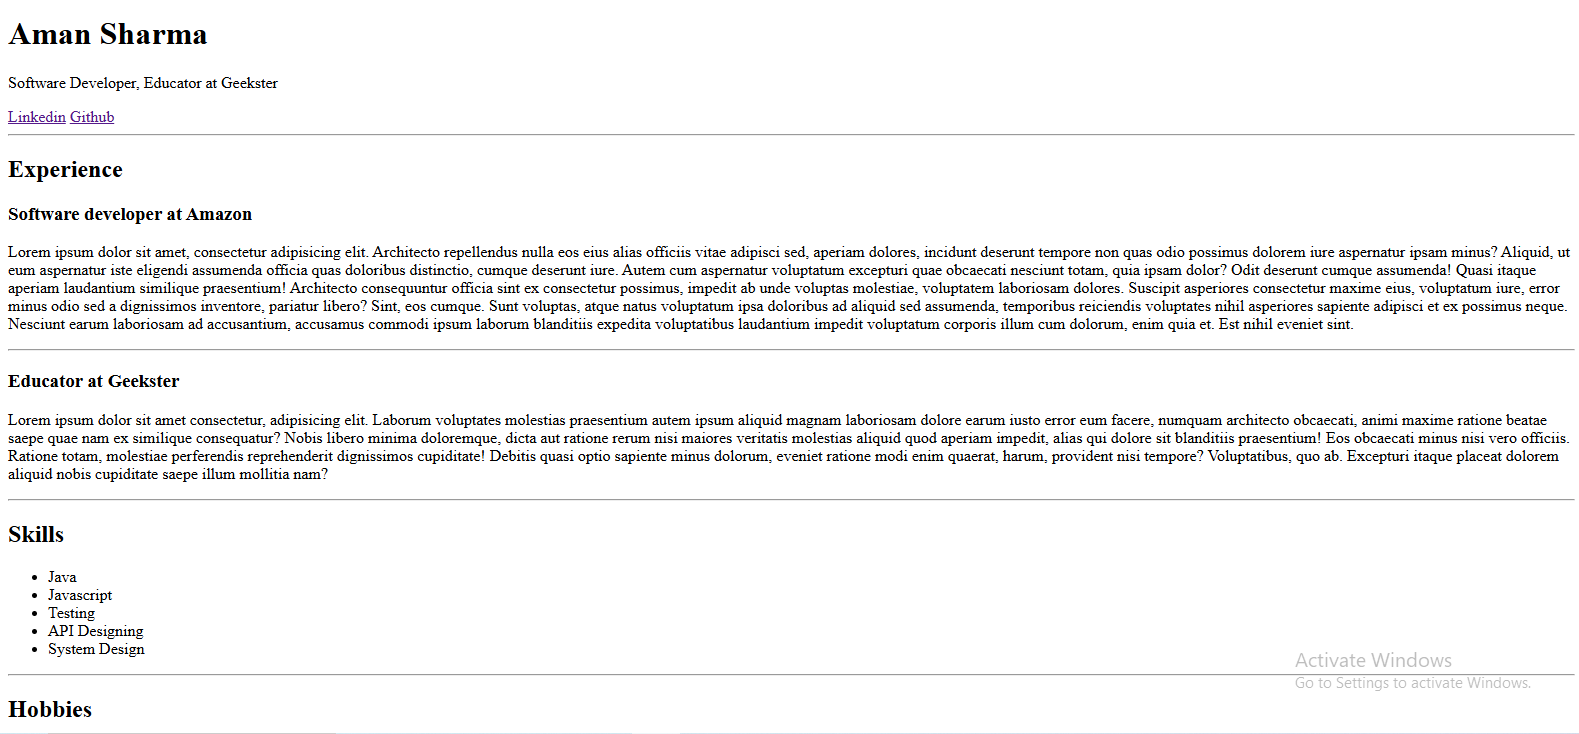 Aman Sharma
Software Developer, Educator at Geekster
Linkedin Github
Experience
Software developer at Amazon
Lorem ipsum dolor sit amet, consectetur adipisicing elit. Architecto repellendus nulla eos eius alias officiis vitae adipisci sed, aperiam dolores, incidunt deserunt tempore non quas odio possimus dolorem iure aspernatur ipsam minus? Aliquid, ut
eum aspernatur iste eligendi assumenda officia quas doloribus distinctio, cumque deserunt iure. Autem cum aspernatur voluptatum excepturi quae obcaecati nesciunt totam, quia ipsam dolor? Odit deserunt cumque assumenda! Quasi itaque
aperiam laudantium similique praesentium! Architecto consequuntur officia sint ex consectetur possimus, impedit ab unde voluptas molestiae, voluptatem laboriosam dolores. Suscipit asperiores consectetur maxime eius, voluptatum iure, error
minus odio sed a dignissimos inventore, pariatur libero? Sint, eos cumque. Sunt voluptas, atque natus voluptatum ipsa doloribus ad aliquid sed assumenda, temporibus reiciendis voluptates nihil asperiores sapiente adipisci et ex possimus neque.
Nesciunt earum laboriosam ad accusantium, accusamus commodi ipsum laborum blanditiis expedita voluptatibus laudantium impedit voluptatum corporis illum cum dolorum, enim quia et. Est nihil eveniet sint.
Educator at Geekster
Lorem ipsum dolor sit amet consectetur, adipisicing elit. Laborum voluptates molestias praesentium autem ipsum aliquid magnam laboriosam dolore earum iusto error eum facere, numquam architecto obcaecati, animi maxime ratione beatae
saepe quae nam ex similique consequatur? Nobis libero minima doloremque, dicta aut ratione rerum nisi maiores veritatis molestias aliquid quod aperiam impedit, alias qui dolore sit blanditiis praesentium! Eos obcaecati minus nisi vero officiis.
Ratione totam, molestiae perferendis reprehenderit dignissimos cupiditate! Debitis quasi optio sapiente minus dolorum, eveniet ratione modi enim quaerat, harum, provident nisi tempore? Voluptatibus, quo ab. Excepturi itaque placeat dolorem
aliquid nobis cupiditate saepe illum mollitia nam?
Skills
• Java
• Javascript
• Testing
• API Designing
• System Design
Activate Windows
Go to Settings to activate Windows.
Hobbies